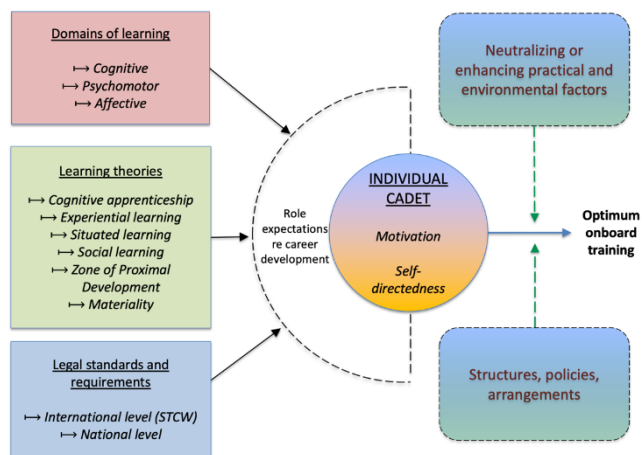 Domains of learning
↦ Cognitive
↦ Psychomotor
↦ Affective
Learning theories
↦ Cognitive apprenticeship
↦ Experiential learning
↦ Situated learning
↦ Social learning
↦ Zone of Proximal
Development
↦ Materiality
Legal standards and
requirements
↦ International level (STCW)
↦ National level
Role
expectations
re career
development
INDIVIDUAL
CADET
Motivation
Self-
directedness
Neutralizing or
enhancing practical and
environmental factors
Optimum
onboard
training
Structures, policies,
arrangements